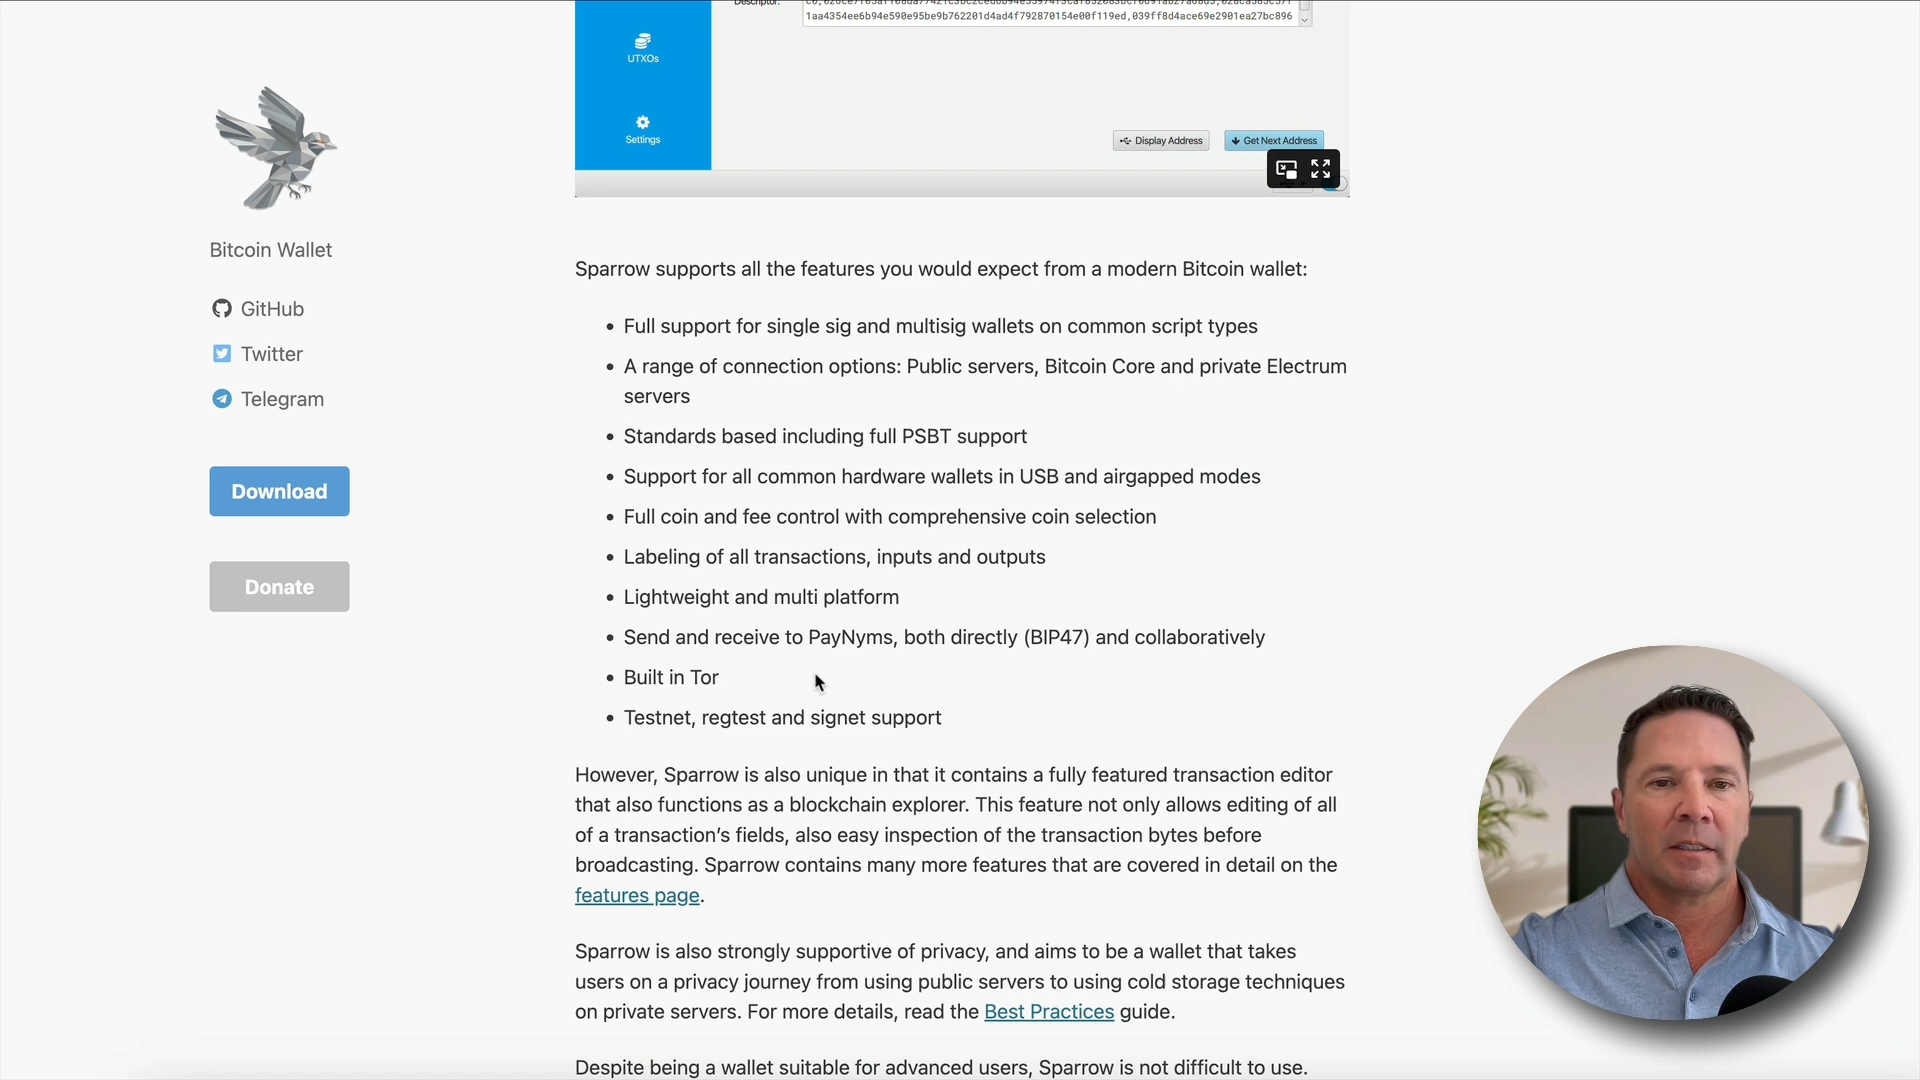 Descriptor:
1aa4354ee6b94e590e95be9b762201d4ad4f792870154e00f119ed,039ff8d4ace69e2901ea27bc896
UTXOs
Settings
Display Address
Get Next Address
Bitcoin Wallet
GitHub
Twitter
Telegram
Download
Donate
Sparrow supports all the features you would expect from a modern Bitcoin wallet:
• Full support for single sig and multisig wallets on common script types
• A range of connection options: Public servers, Bitcoin Core and private Electrum
servers
• Standards based including full PSBT support
• Support for all common hardware wallets in USB and airgapped modes
• Full coin and fee control with comprehensive coin selection
• Labeling of all transactions, inputs and outputs
• Lightweight and multi platform
• Send and receive to PayNyms, both directly (BIP47) and collaboratively
• Built in Tor
• Testnet, regtest and signet support
However, Sparrow is also unique in that it contains a fully featured transaction editor
that also functions as a blockchain explorer. This feature not only allows editing of all
of a transaction’s fields, also easy inspection of the transaction bytes before
broadcasting. Sparrow contains many more features that are covered in detail on the
features page.
Sparrow is also strongly supportive of privacy, and aims to be a wallet that takes
users on a privacy journey from using public servers to using cold storage techniques
on private servers. For more details, read the Best Practices guide.
Despite being a wallet suitable for advanced users, Sparrow is not difficult to use.